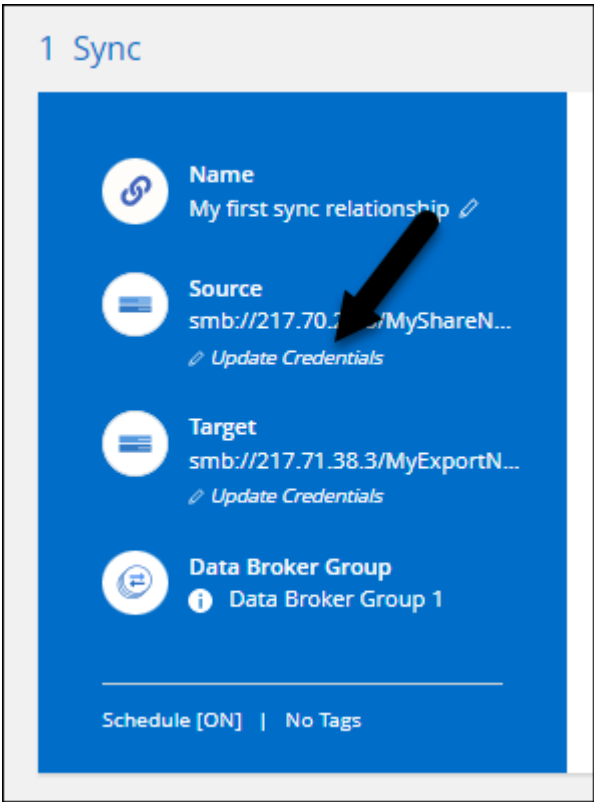 1 Sync
Name
My first sync relationship
Source
smb://217.70.2 /MyShareN...
Update Credentials
Target
smb://217.71.38.3/MyExportN...
Update Credentials
Data Broker Group
Data Broker Group 1
Schedule [ON] | No Tags